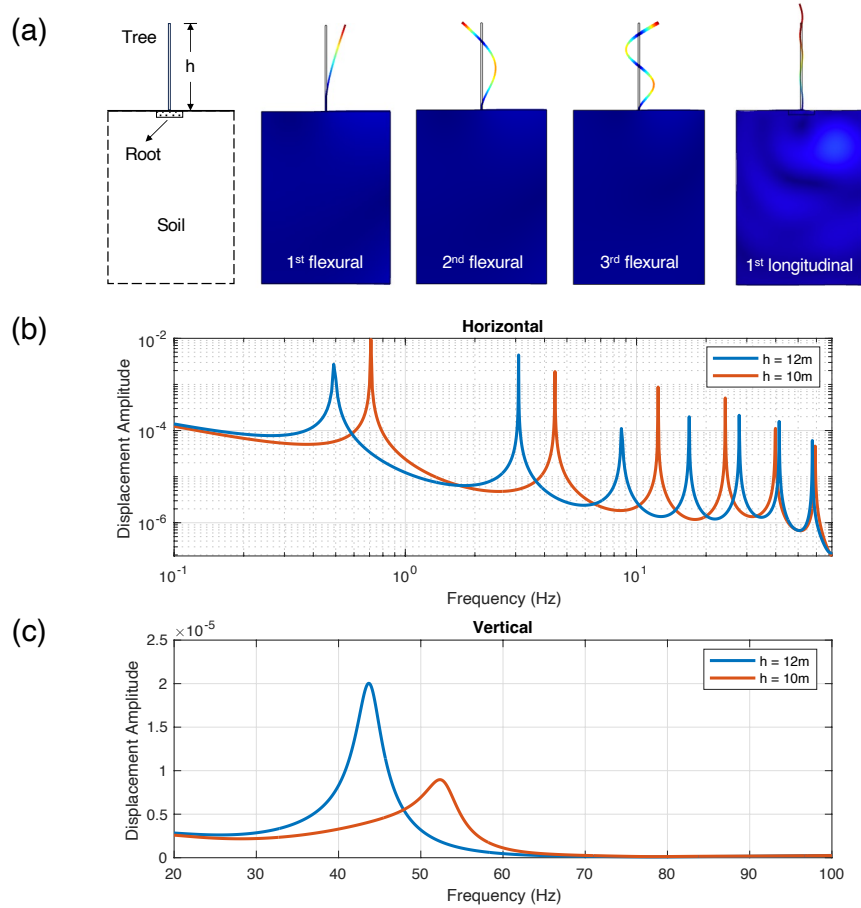 (a)
Tree
h
Root
Soil
1st flexural
2nd flexural
3rd flexural
1st longitudinal
(b)
Horizontal
Displacement Amplitude
10-2
10-4
10-6
h = 12m
h = 10m
10-1
100
101
Frequency (Hz)
(c)
Vertical
×10-5
Displacement Amplitude
2.5
2
1.5
1
0.5
0
h = 12m
h = 10m
20
30
40
50
60
70
80
90
100
Frequency (Hz)